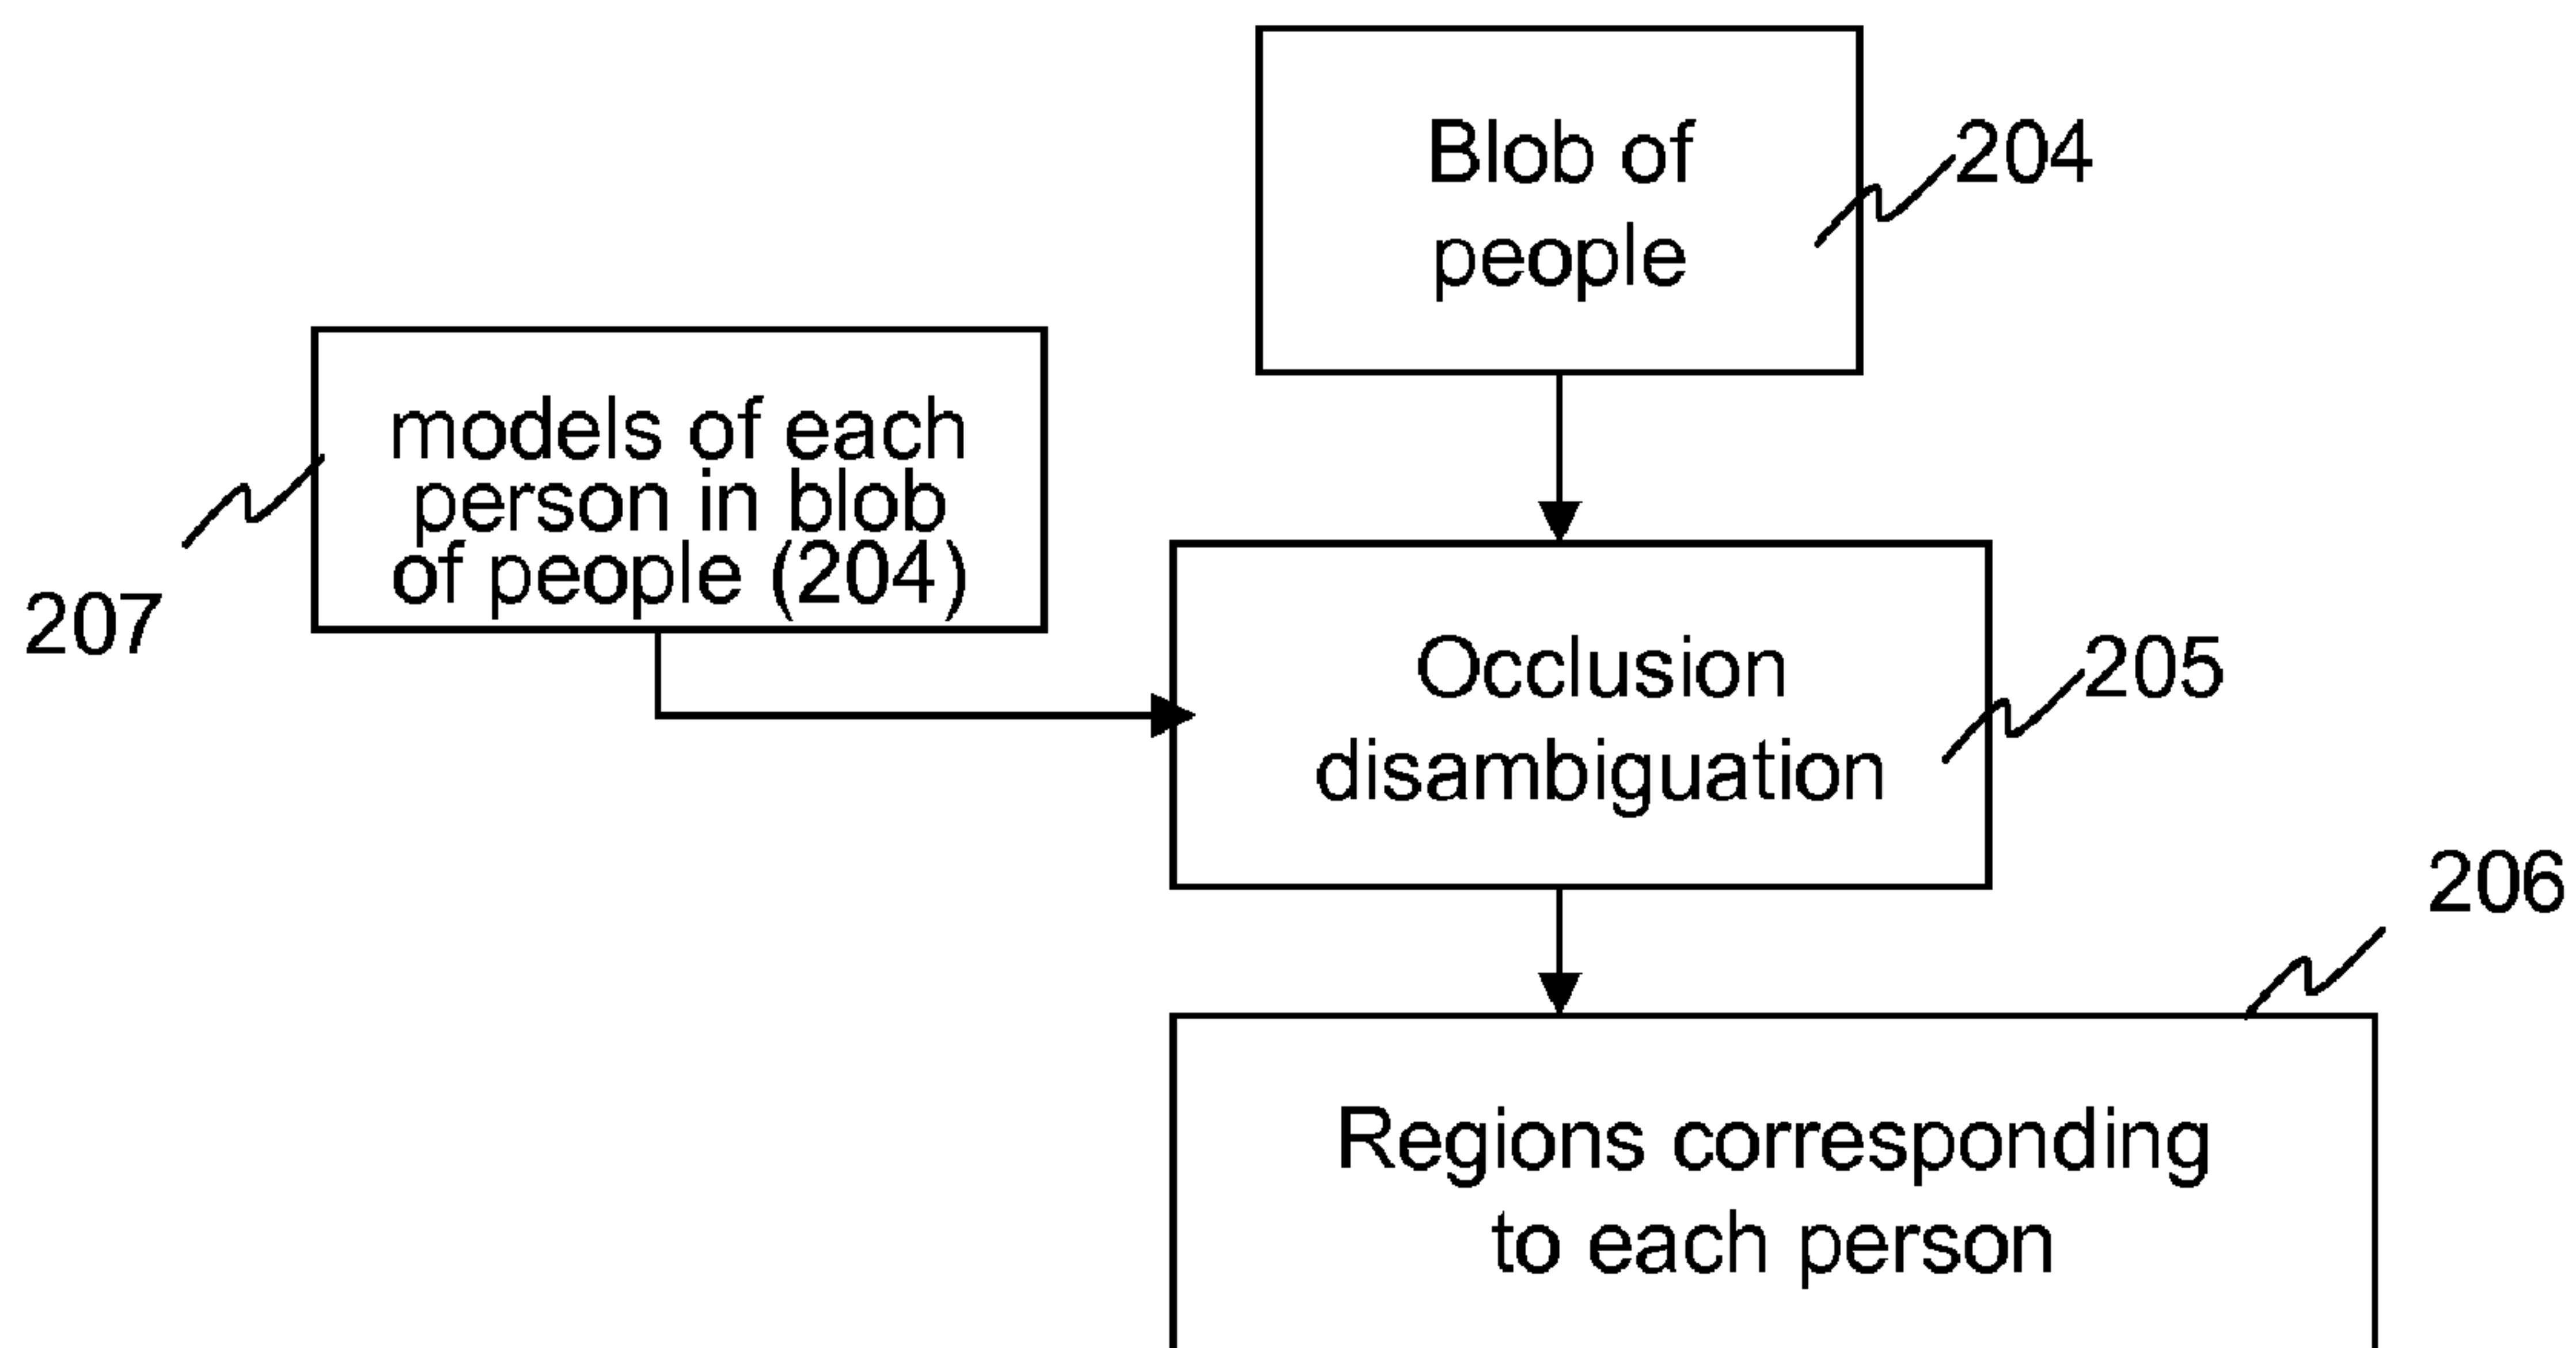 Blob of
people
204
models of each
person in blob
of people (204)
207
Occlusion
disambiguation
205
206
Regions corresponding
to each person